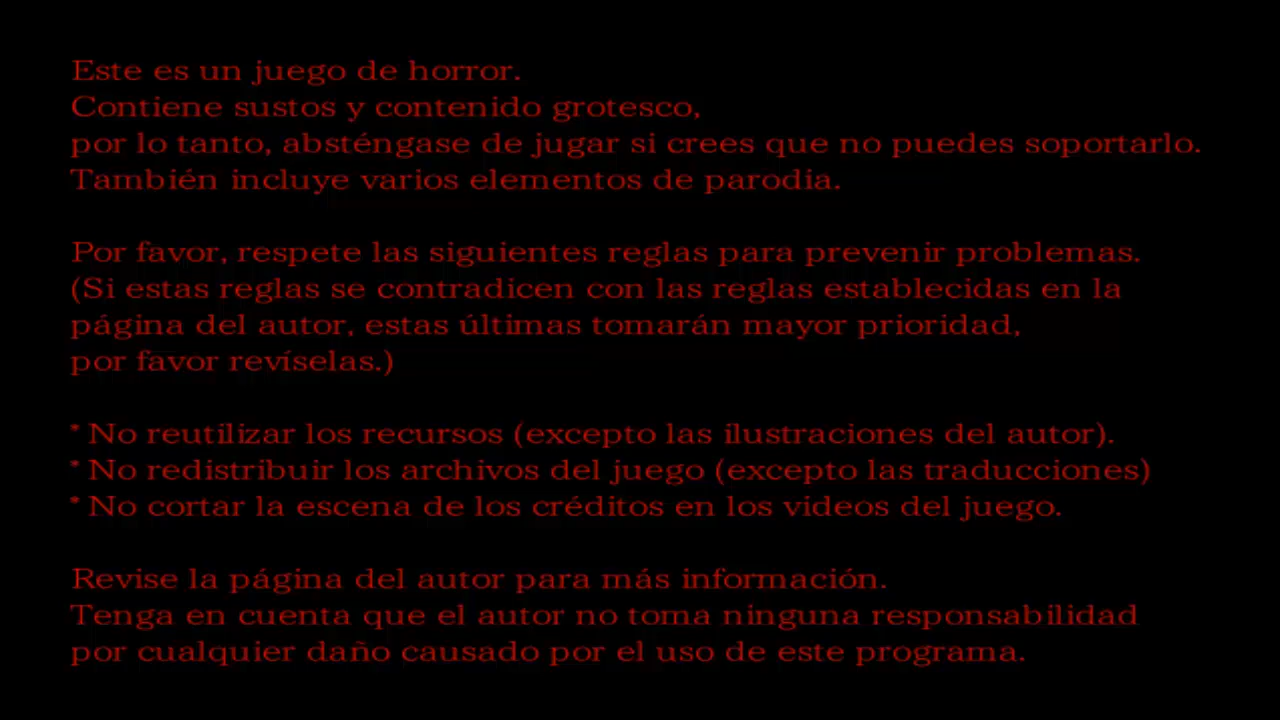 Este es un juego de horror.
Contiene sustos y contenido grotesco,
por lo tanto, absténgase de jugar si crees que no puedes soportarlo.
También incluye varios elementos de parodia.
Por favor, respete las siguientes reglas para prevenir problemas.
(Si estas reglas se contradicen con las reglas establecidas en la
página del autor, estas últimas tomarán mayor prioridad,
por favor revíselas.)
* No reutilizar los recursos (excepto las ilustraciones del autor).
* No redistribuir los archivos del juego (excepto las traducciones)
* No cortar la escena de los créditos en los videos del juego.
Revise la página del autor para más información.
Tenga en cuenta que el autor no toma ninguna responsabilidad
por cualquier daño causado por el uso de este programa.